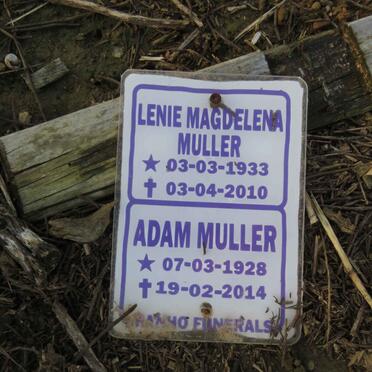 LENIE MAGDELENA
MULLER
★ 03-03-1933
✝ 03-04-2010
ADAM MULLER
★ 07-03-1928
✝ 19-02-2014
FUNERALS